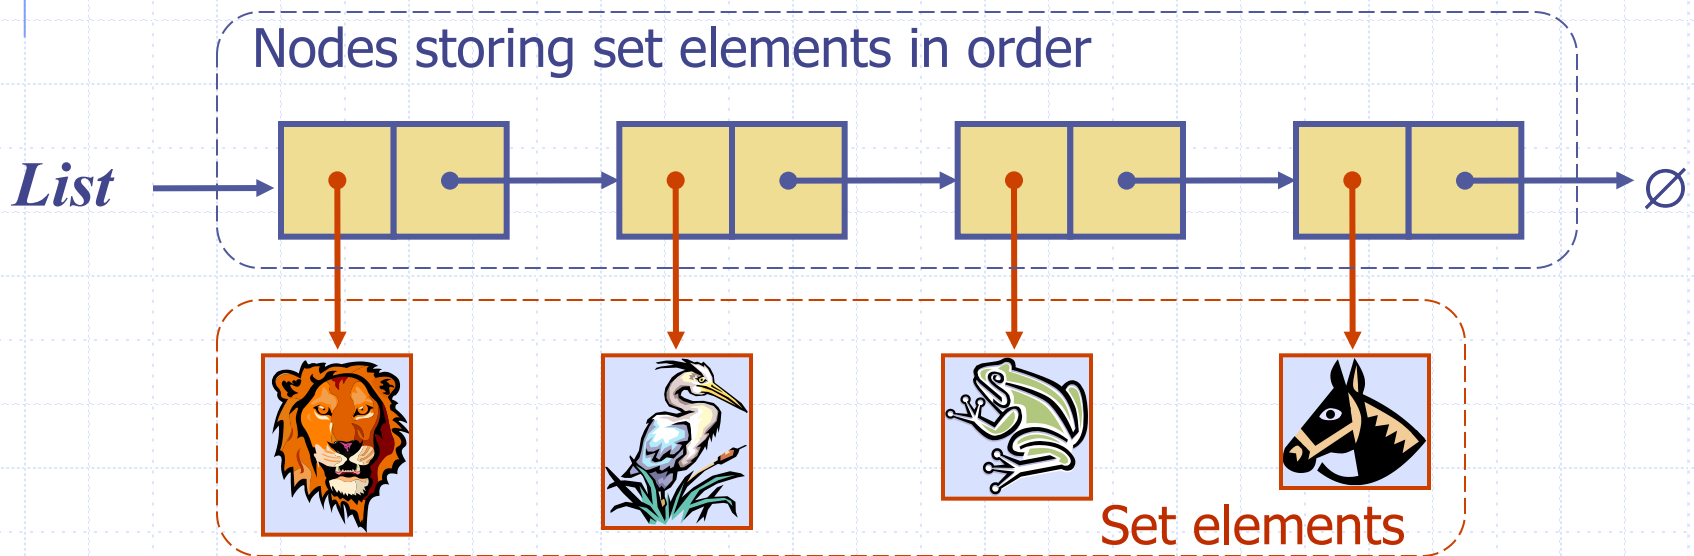 Nodes storing set elements in order
List
∅
Set elements